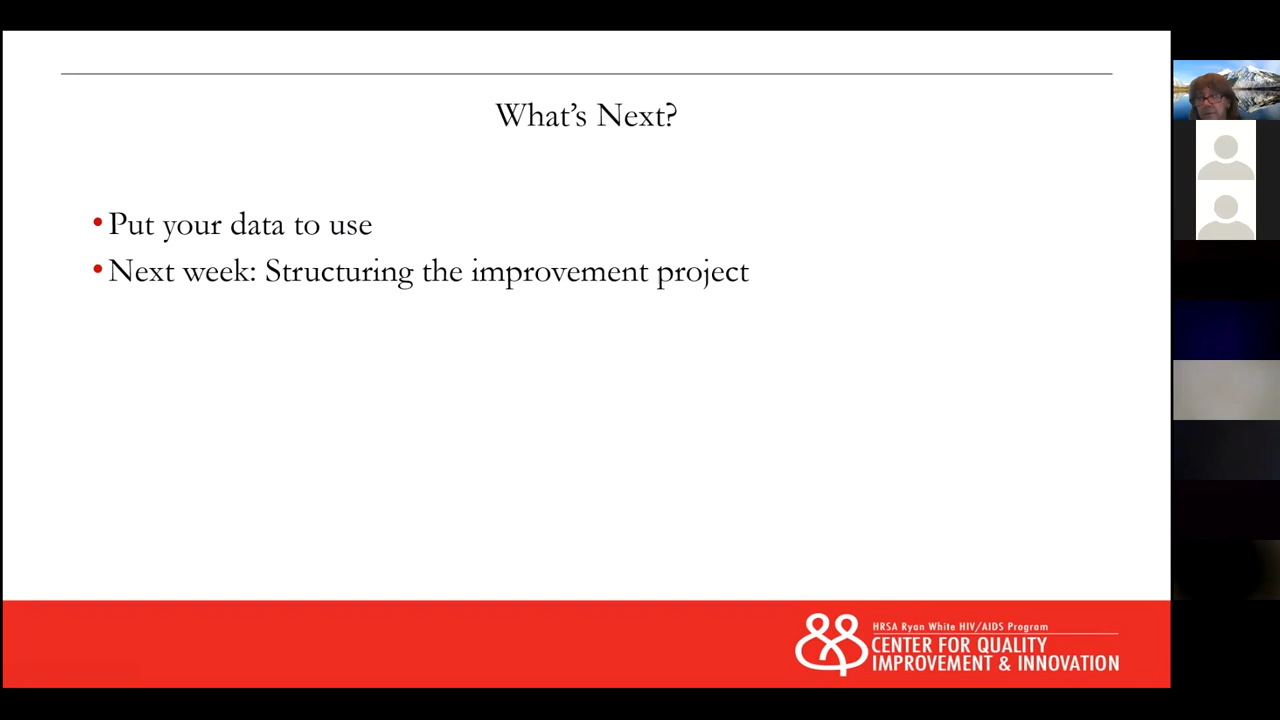 What's Next?
•Put your data to use
•Next week: Structuring the improvement project
HRSA Ryan White HIV/AIDS Program
CENTER FOR QUALITY
IMPROVEMENT & INNOVATION